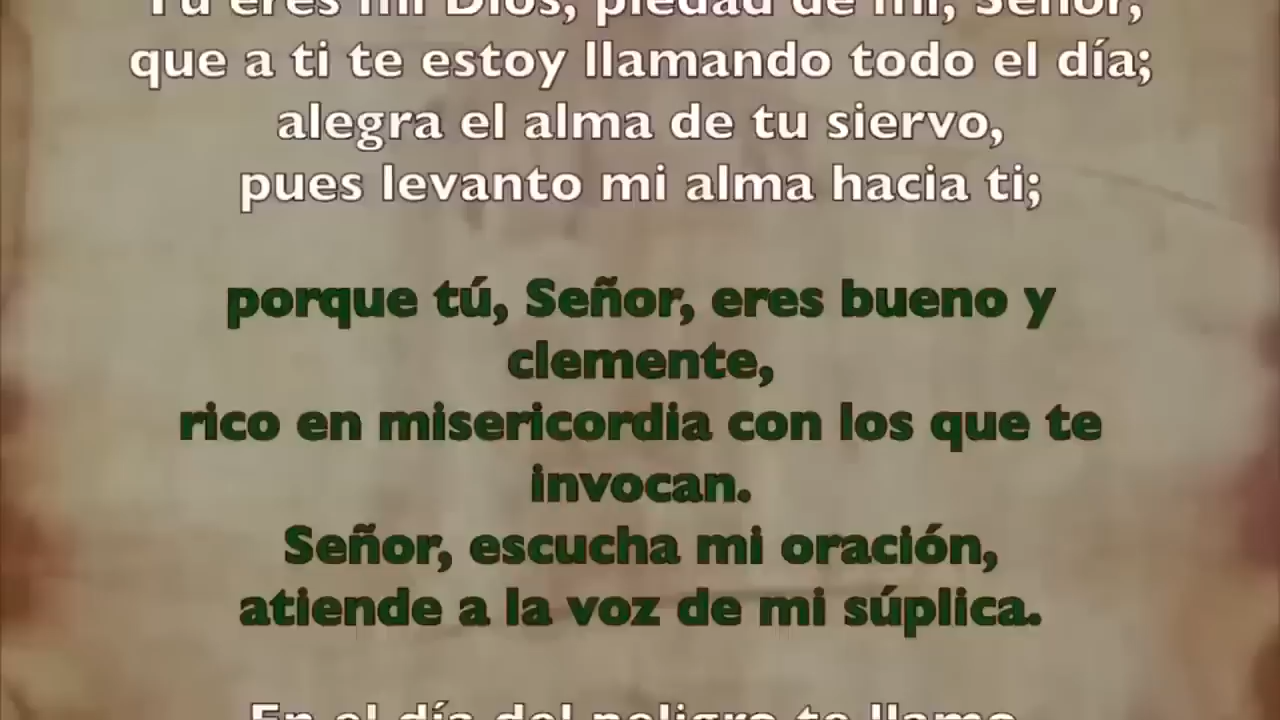 Tú eres mi Dios, piedad de mí, Señor,
que a ti te estoy llamando todo el día;
alegra el alma de tu siervo,
pues levanto mi alma hacia ti;
porque tú, Señor, eres bueno y
clemente,
rico en misericordia con los que te
invocan.
Señor, escucha mi oración,
atiende a la voz de mi súplica.
En el día del peligro te llamo,